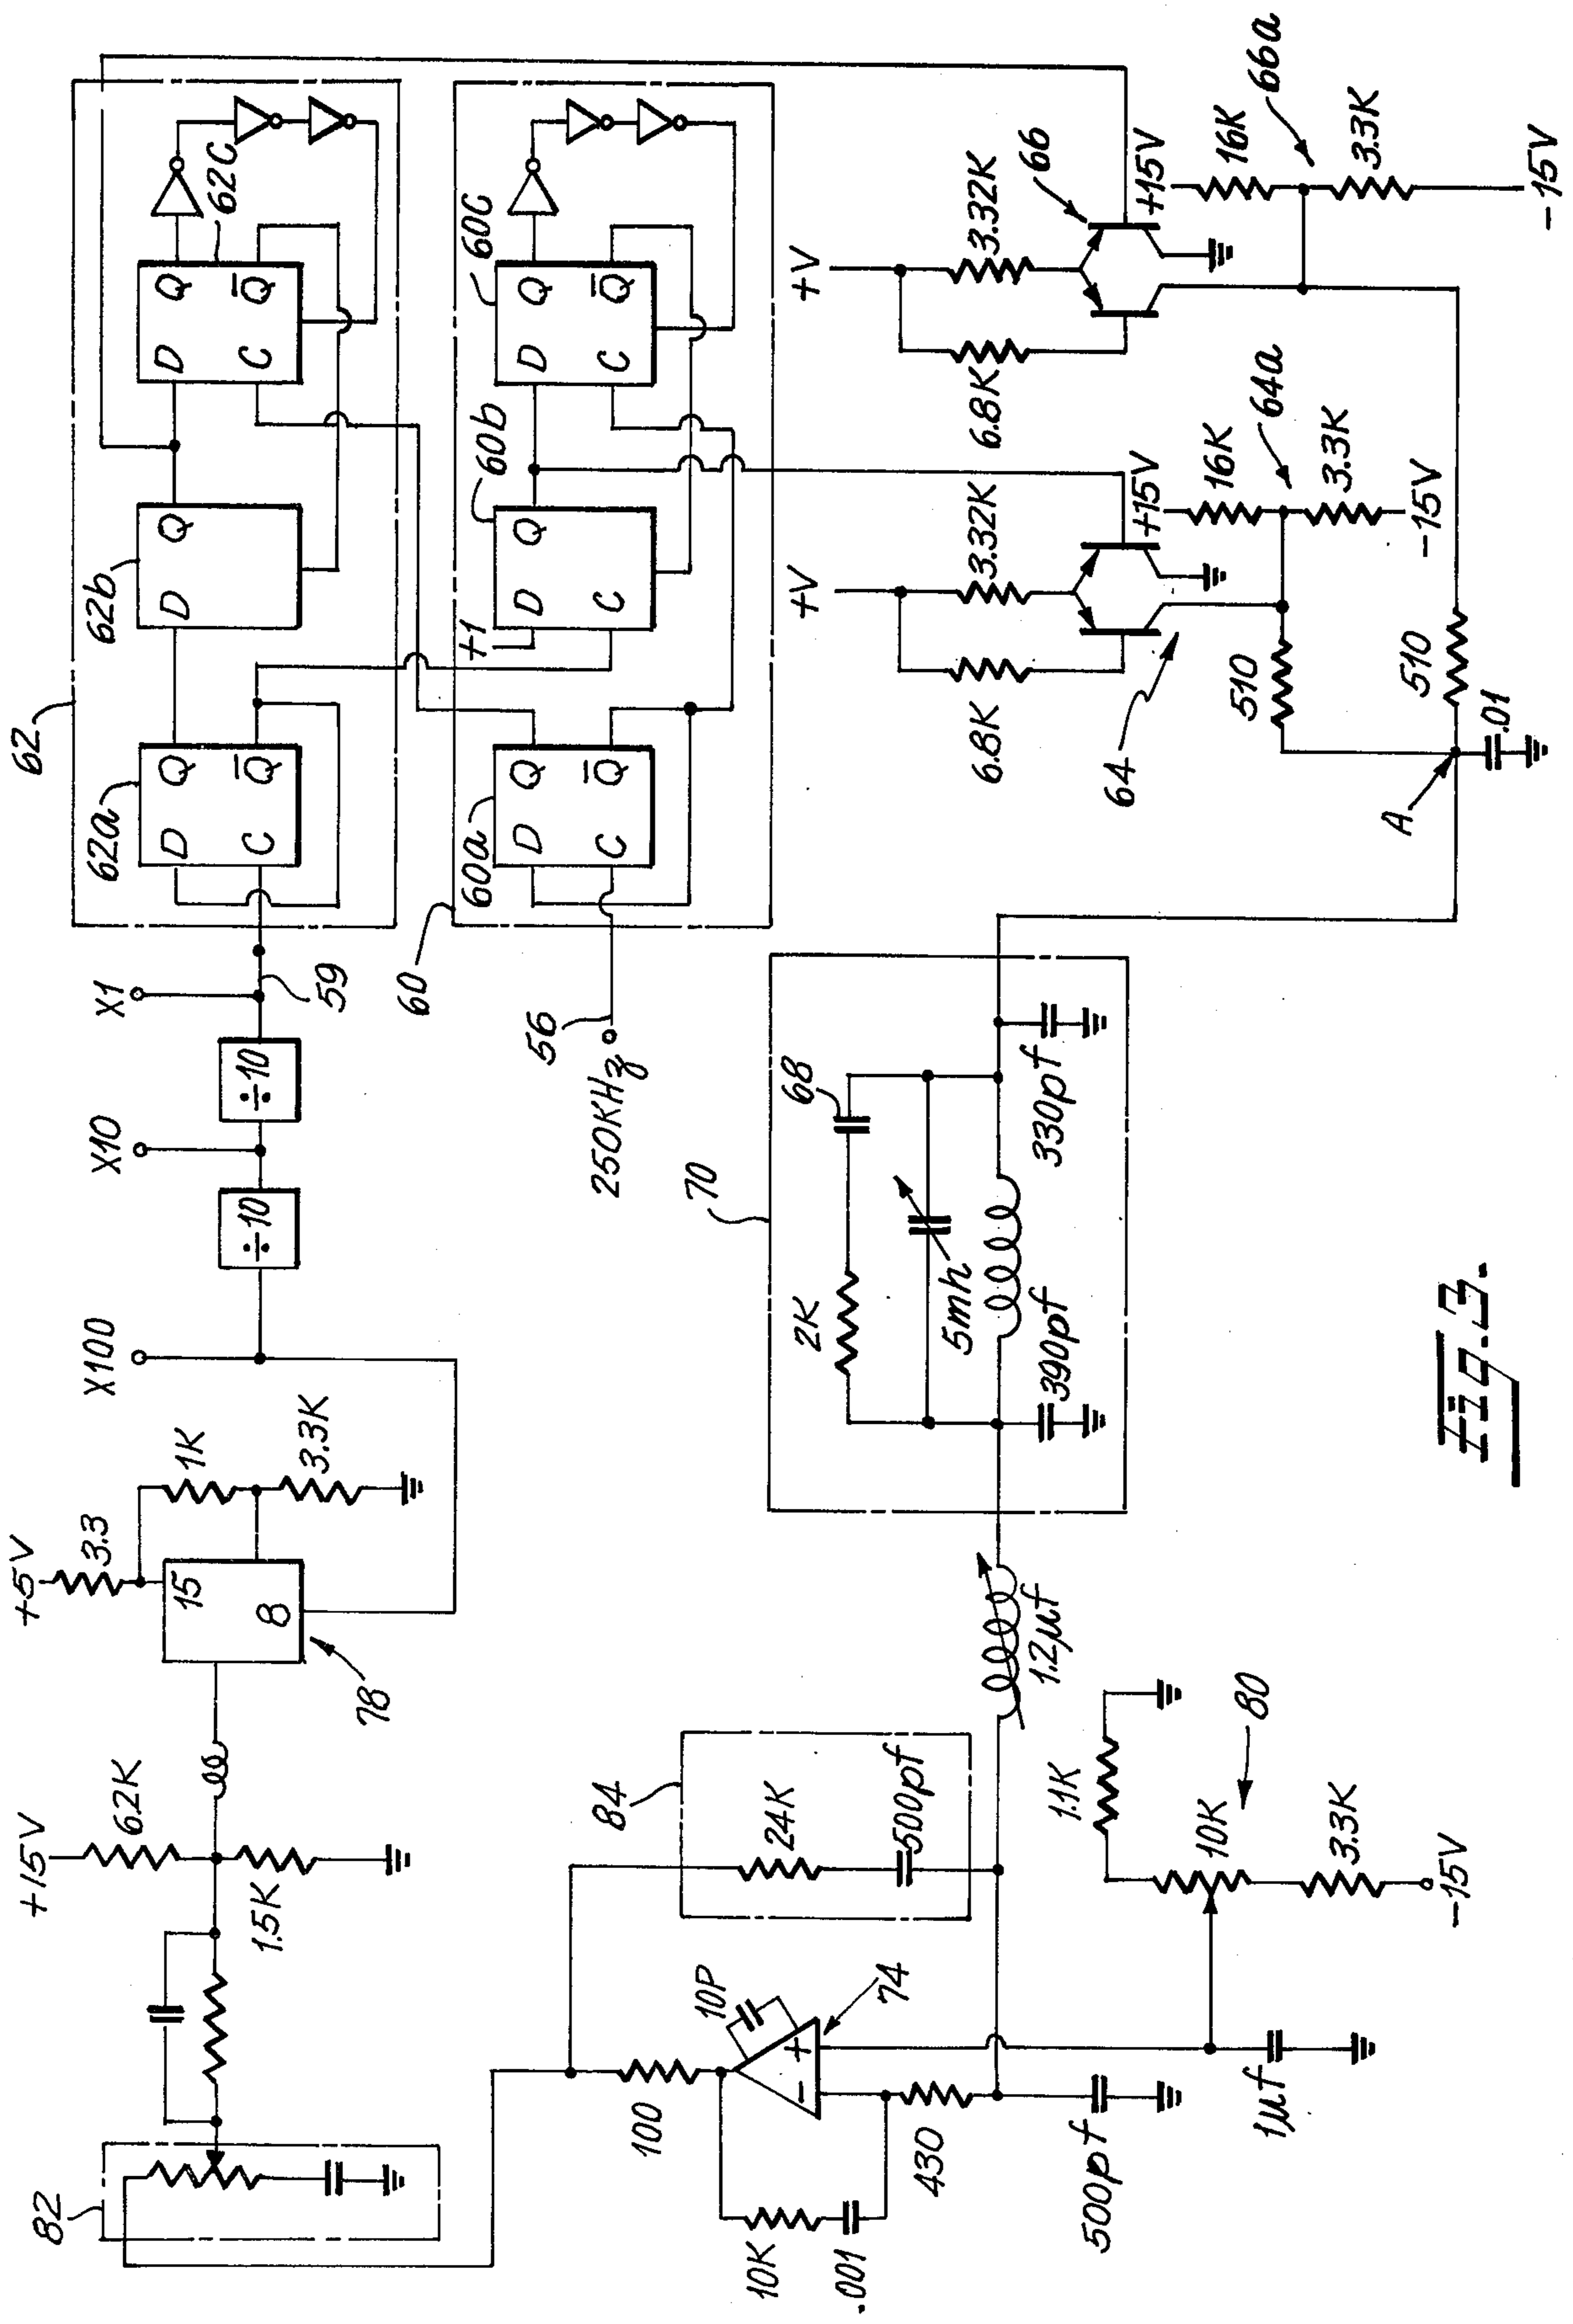 62
62a
D
Q
C
Q̅
62b
D
Q
D
Q
C
Q̅
62C
60
60a
D
Q
C
Q̅
60b
+1
D
Q
C
60C
D
Q
C
Q̅
X100
X10
X1
÷10
÷10
59
56
250KHz
+5V
3.3
1K
3.3K
15
8
78
+15V
62K
1.5K
82
100
10P
74
+
-
10K
.001
430
500pf
1µf
84
24K
500pf
1.2µf
1.1K
10K
80
3.3K
-15V
70
68
2K
5mh
390pf
330pf
+V
6.8K
3.32K
64
+15V
16K
64a
3.3K
-15V
510
+V
6.8K
3.32K
66
+15V
16K
66a
3.3K
-15V
510
A
.01
Fig. 3.